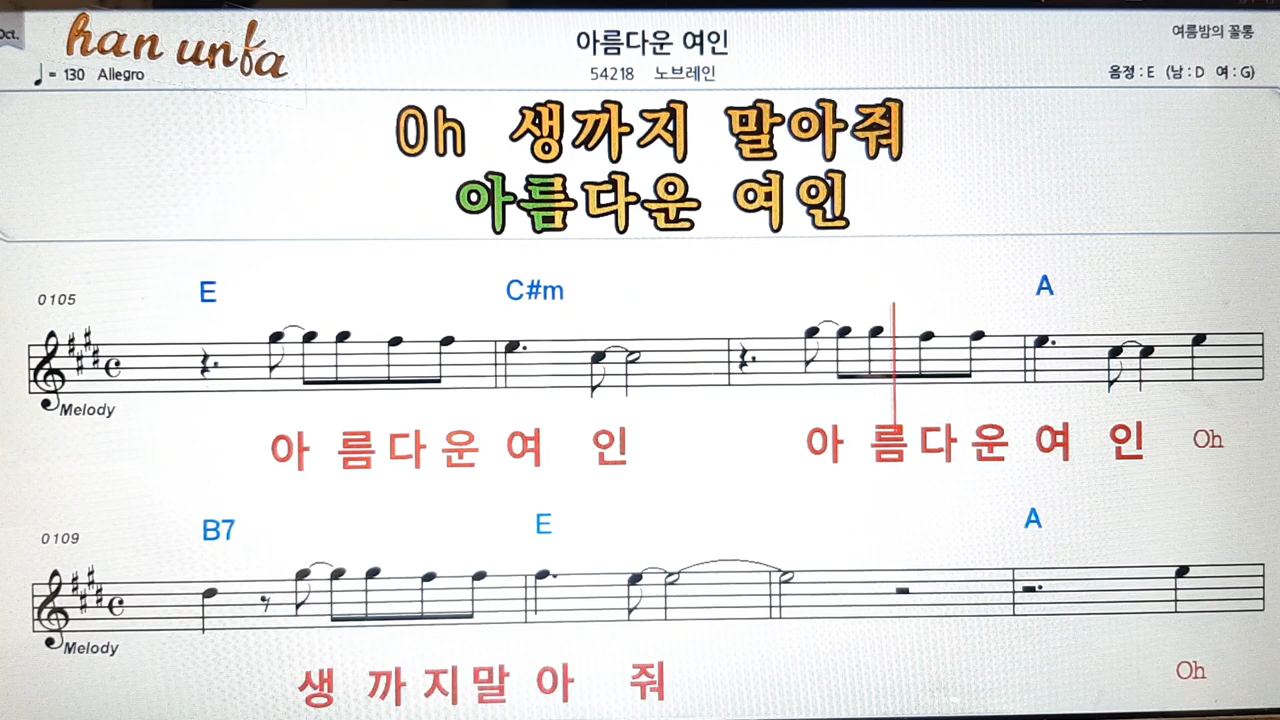 Oct.
han unfa
아름다운 여인
여름밤의 꼴통
= 130 Allegro
54218 노브레인
음정 : E (남 : D 여 : G)
Oh 생까지 말아줘
아름다운 여인
0105
E C#m A
Melody
아 름 다 운 여 인 아 름 다 운 여 인 Oh
0109
B7 E A
Melody
생 까 지 말 아 줘 Oh